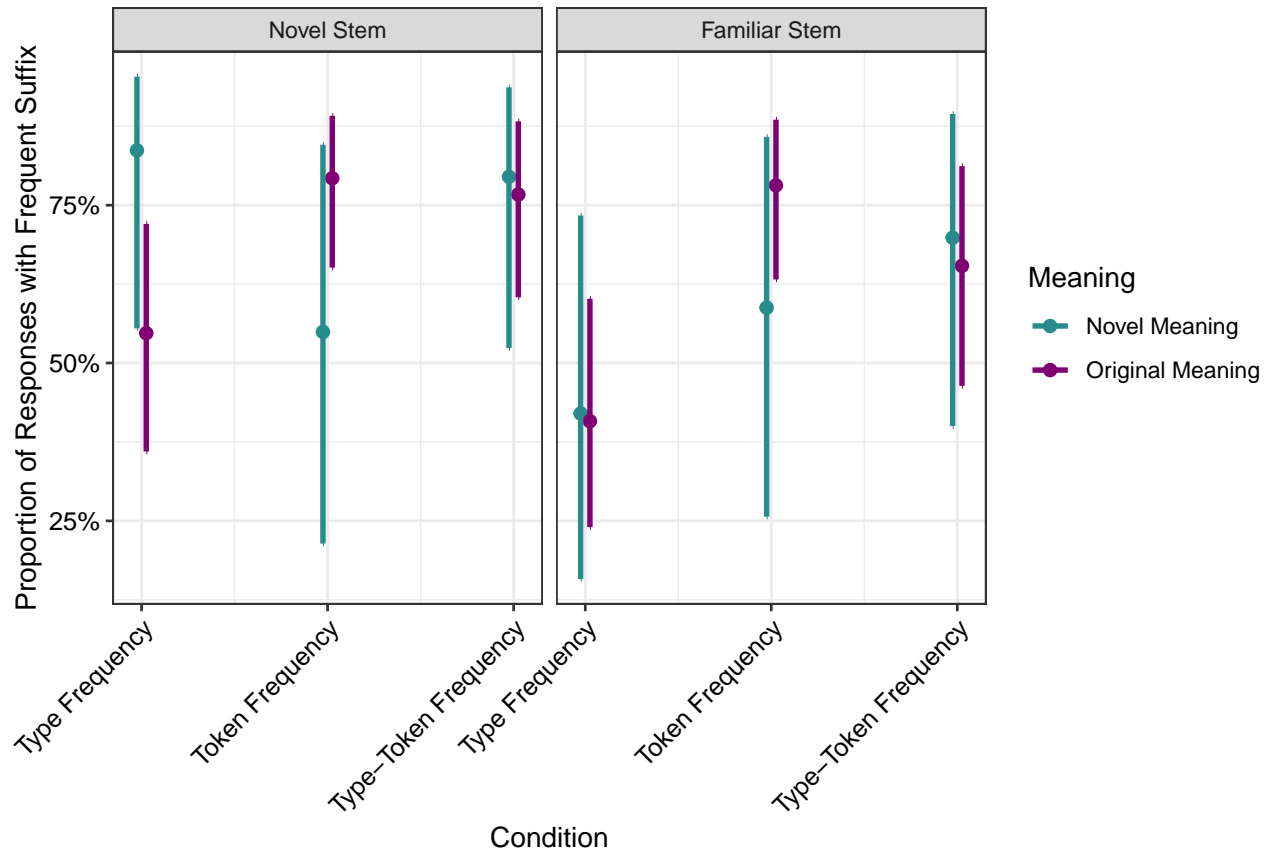 Novel Stem
Familiar Stem
Proportion of Responses with Frequent Suffix
75%
50%
25%
Type Frequency
Token Frequency
Type−Token Frequency
Type Frequency
Token Frequency
Type−Token Frequency
Condition
Meaning
Novel Meaning
Original Meaning